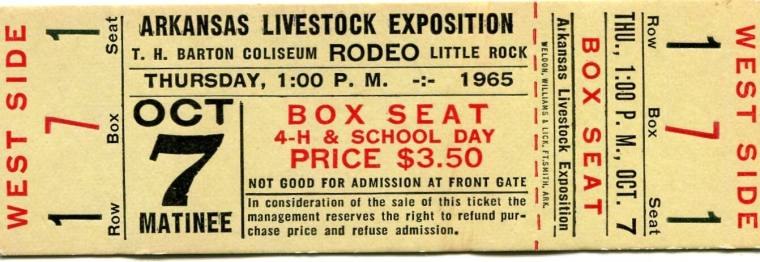 WEST SIDE
Seat 1
Box 7
Row 1
ARKANSAS LIVESTOCK EXPOSITION
T. H. BARTON COLISEUM RODEO LITTLE ROCK
THURSDAY, 1:00 P. M. -:- 1965
OCT
7
MATINEE
BOX SEAT
4-H & SCHOOL DAY
PRICE $3.50
NOT GOOD FOR ADMISSION AT FRONT GATE
In consideration of the sale of this ticket the
management reserves the right to refund pur-
chase price and refuse admission.
WELDON, WILLIAMS & LICK, FT. SMITH, ARK.
Arkansas Livestock Exposition
BOX SEAT
THU., 1:00 P. M., OCT. 7
Row 1
Box 7
Seat 1
WEST SIDE